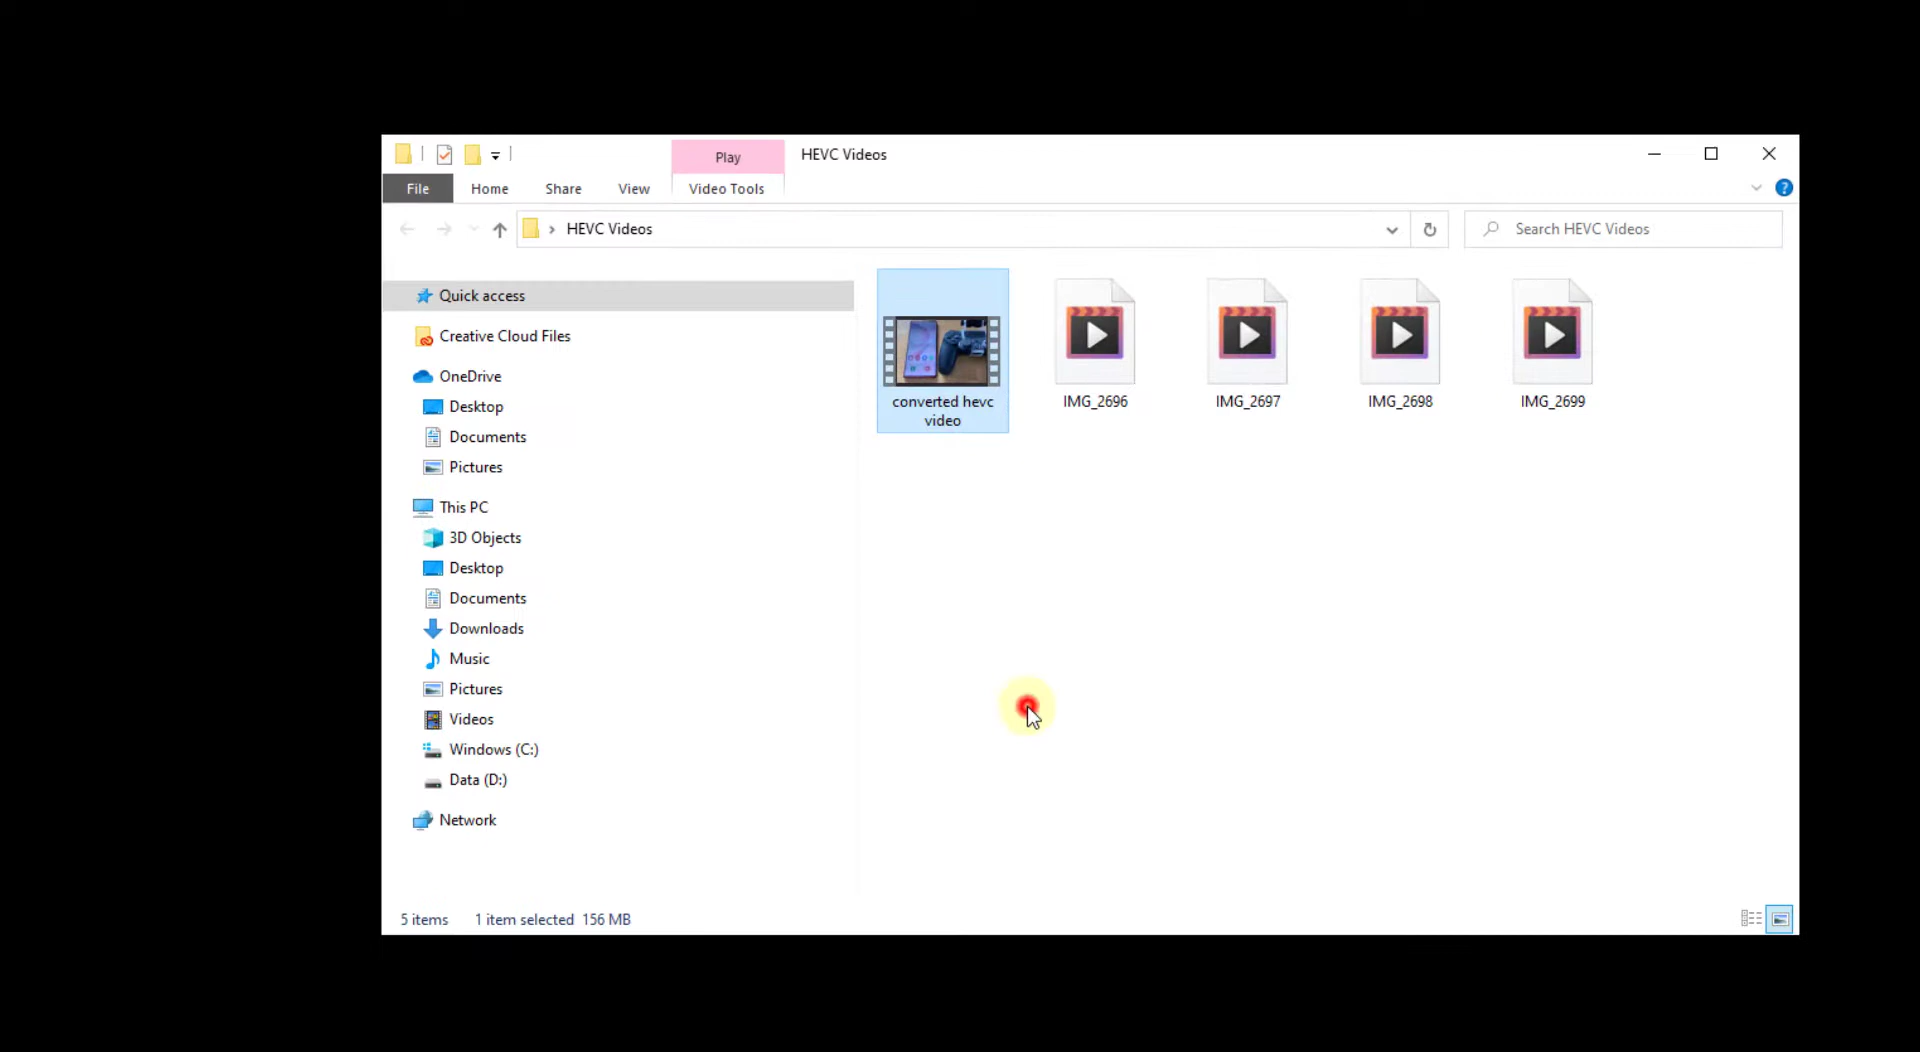 Play
HEVC Videos
File
Home
Share
View
Video Tools
HEVC Videos
Search HEVC Videos
Quick access
Creative Cloud Files
OneDrive
Desktop
Documents
Pictures
This PC
3D Objects
Desktop
Documents
Downloads
Music
Pictures
Videos
Windows (C:)
Data (D:)
Network
converted hevc
video
IMG_2696
IMG_2697
IMG_2698
IMG_2699
5 items
1 item selected 156 MB